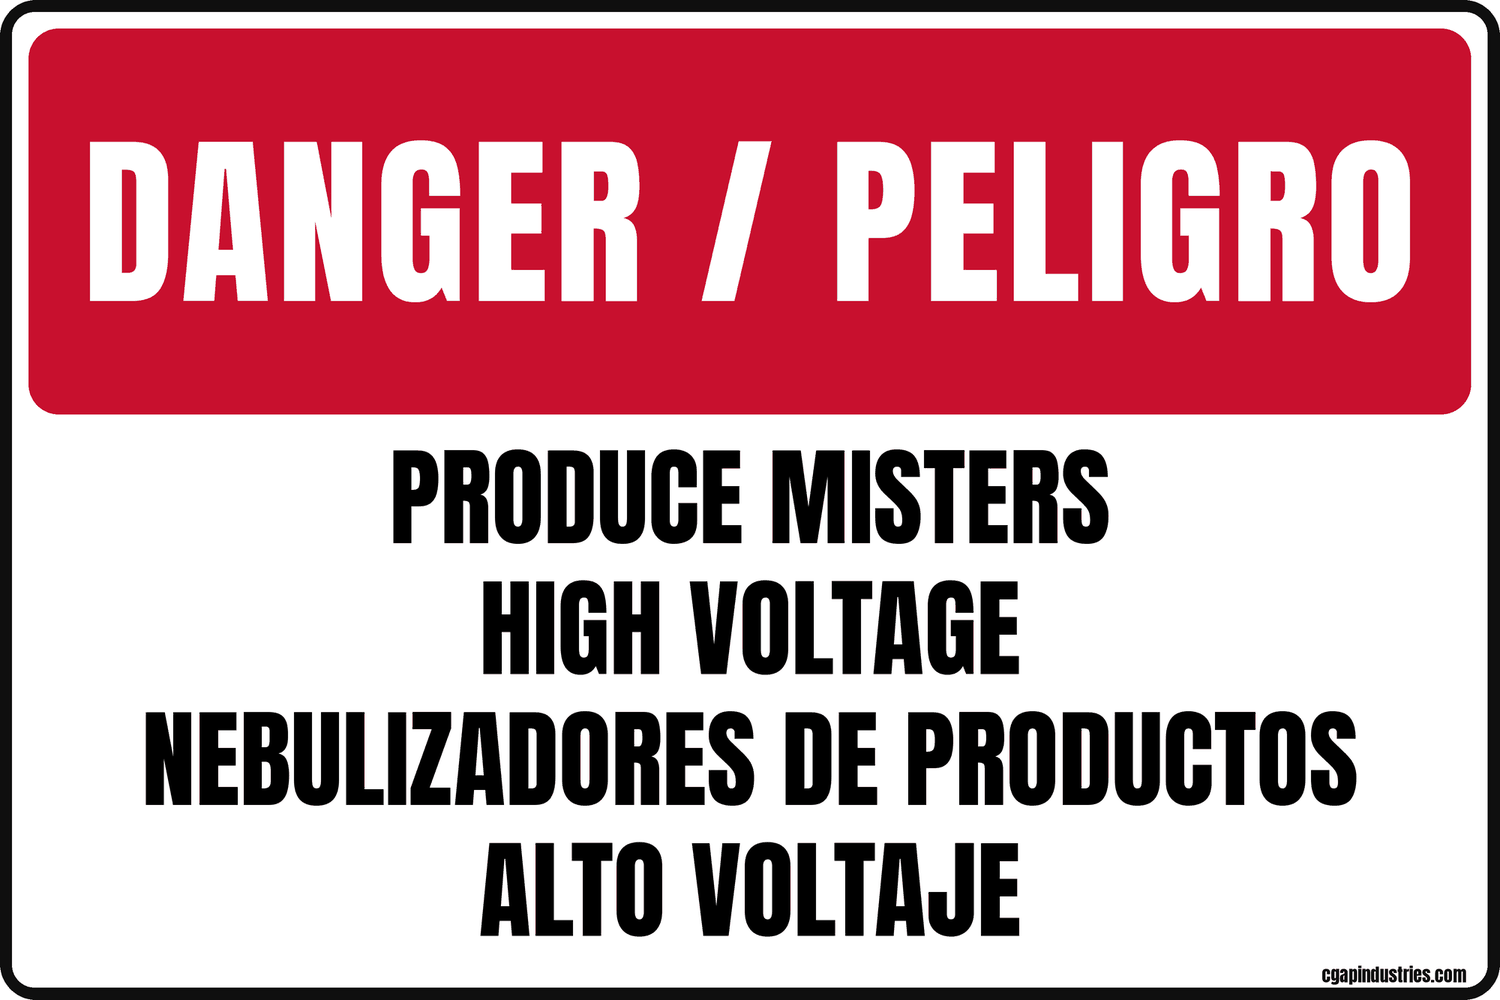 DANGER / PELIGRO
PRODUCE MISTERS
HIGH VOLTAGE
NEBULIZADORES DE PRODUCTOS
ALTO VOLTAJE
cgapindustries.com